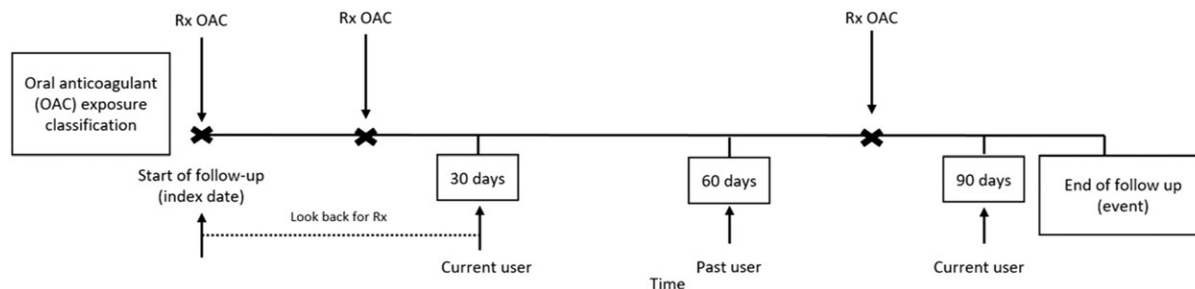 Rx OAC
Rx OAC
Rx OAC
Oral anticoagulant
(OAC) exposure
classification
Start of follow-up
(index date)
30 days
60 days
90 days
End of follow up
(event)
Look back for Rx
Current user
Past user
Current user
Time